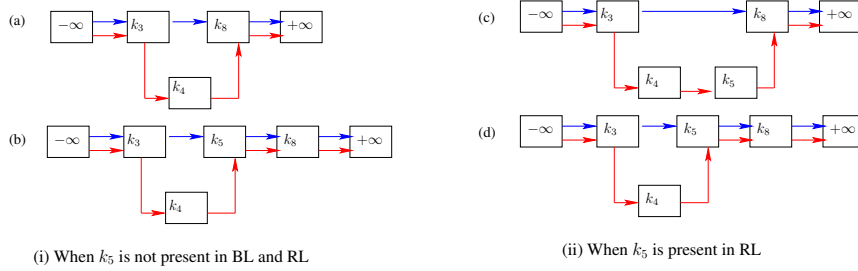 (a) −∞ k₃ k₈ +∞
k₄
(b) −∞ k₃ k₅ k₈ +∞
k₄
(i) When k₅ is not present in BL and RL
(c) −∞ k₃ k₈ +∞
k₄ k₅
(d) −∞ k₃ k₅ k₈ +∞
k₄
(ii) When k₅ is present in RL